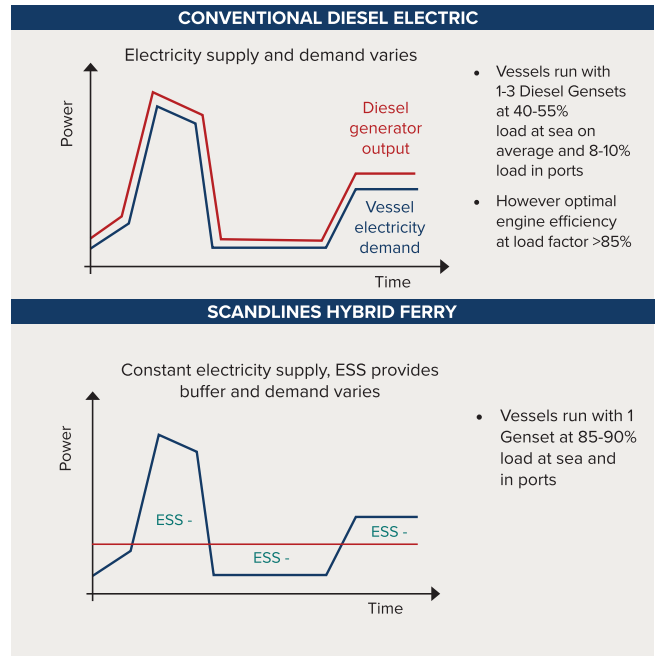 CONVENTIONAL DIESEL ELECTRIC
Electricity supply and demand varies
Power
Diesel
generator
output
Vessel
electricity
demand
Time
• Vessels run with
1-3 Diesel Gensets
at 40-55%
load at sea on
average and 8-10%
load in ports
• However optimal
engine efficiency
at load factor >85%
SCANDLINES HYBRID FERRY
Constant electricity supply, ESS provides
buffer and demand varies
Power
ESS -
ESS -
ESS -
Time
• Vessels run with 1
Genset at 85-90%
load at sea and
in ports